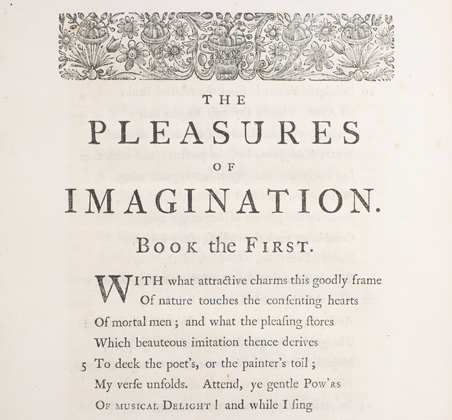 THE
PLEASURES
OF
IMAGINATION.
BOOK the FIRST.
WITH what attractive charms this goodly frame
Of nature touches the conſenting hearts
Of mortal men; and what the pleaſing ſtores
Which beauteous imitation thence derives
5 To deck the poet's, or the painter's toil;
My verſe unfolds. Attend, ye gentle POW'RS
OF MUSICAL DELIGHT! and while I ſing